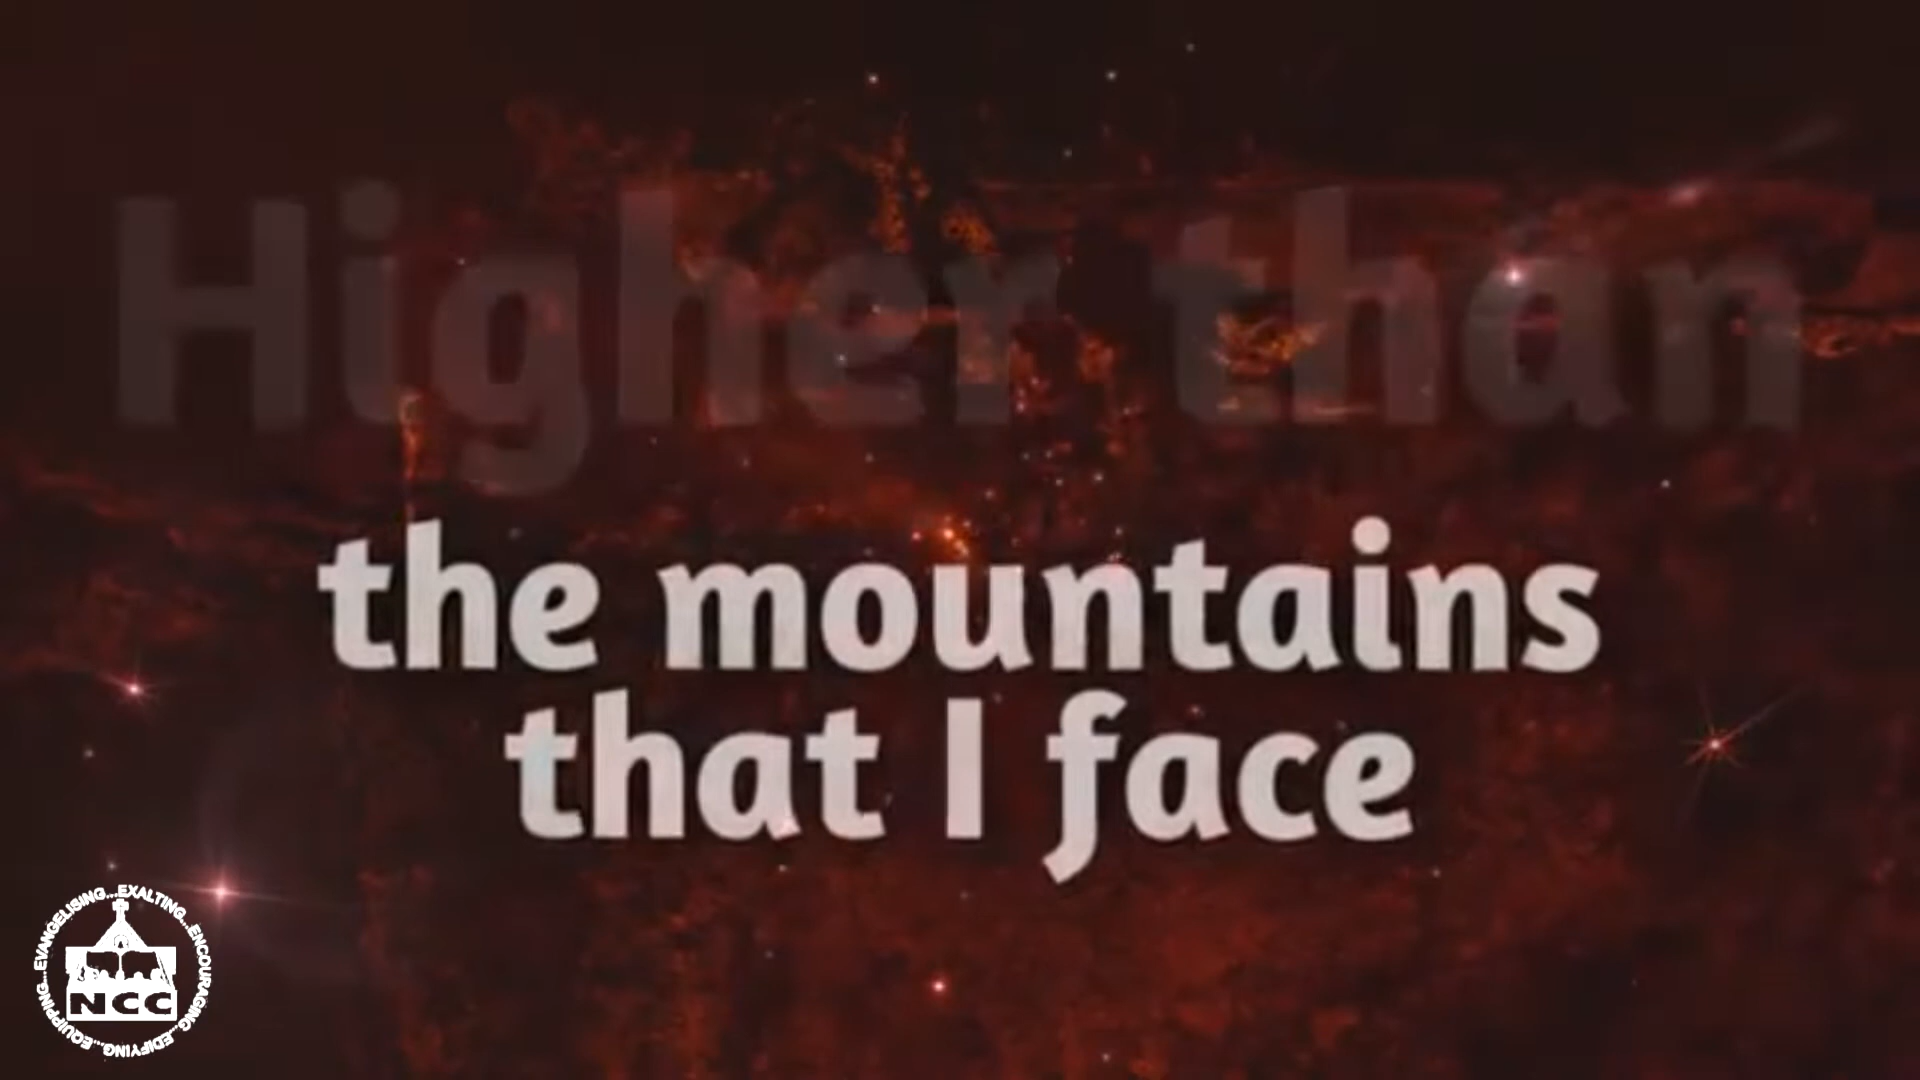 Higher than
the mountains
that I face
EVANGELISING...EXALTING...ENCOURAGING...EDIFYING...EQUIPPING...
NCC